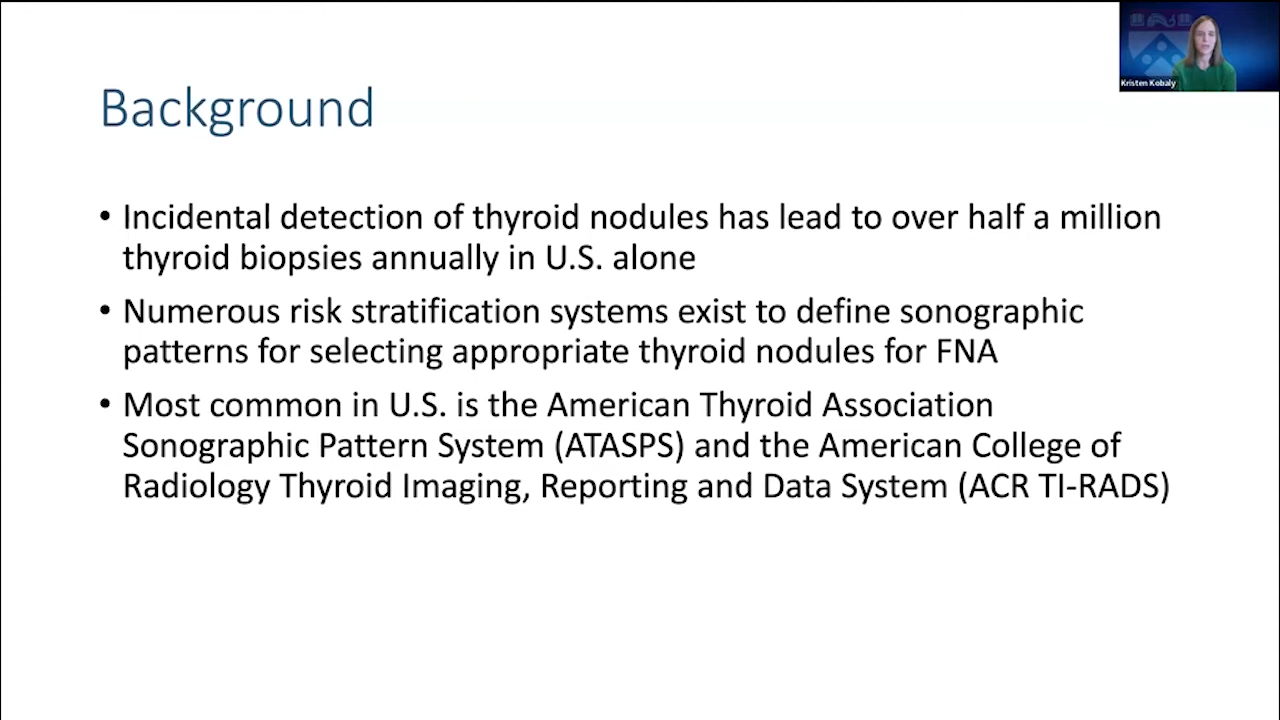 Kristen Kobaly
Background
• Incidental detection of thyroid nodules has lead to over half a million
thyroid biopsies annually in U.S. alone
• Numerous risk stratification systems exist to define sonographic
patterns for selecting appropriate thyroid nodules for FNA
• Most common in U.S. is the American Thyroid Association
Sonographic Pattern System (ATASPS) and the American College of
Radiology Thyroid Imaging, Reporting and Data System (ACR TI-RADS)